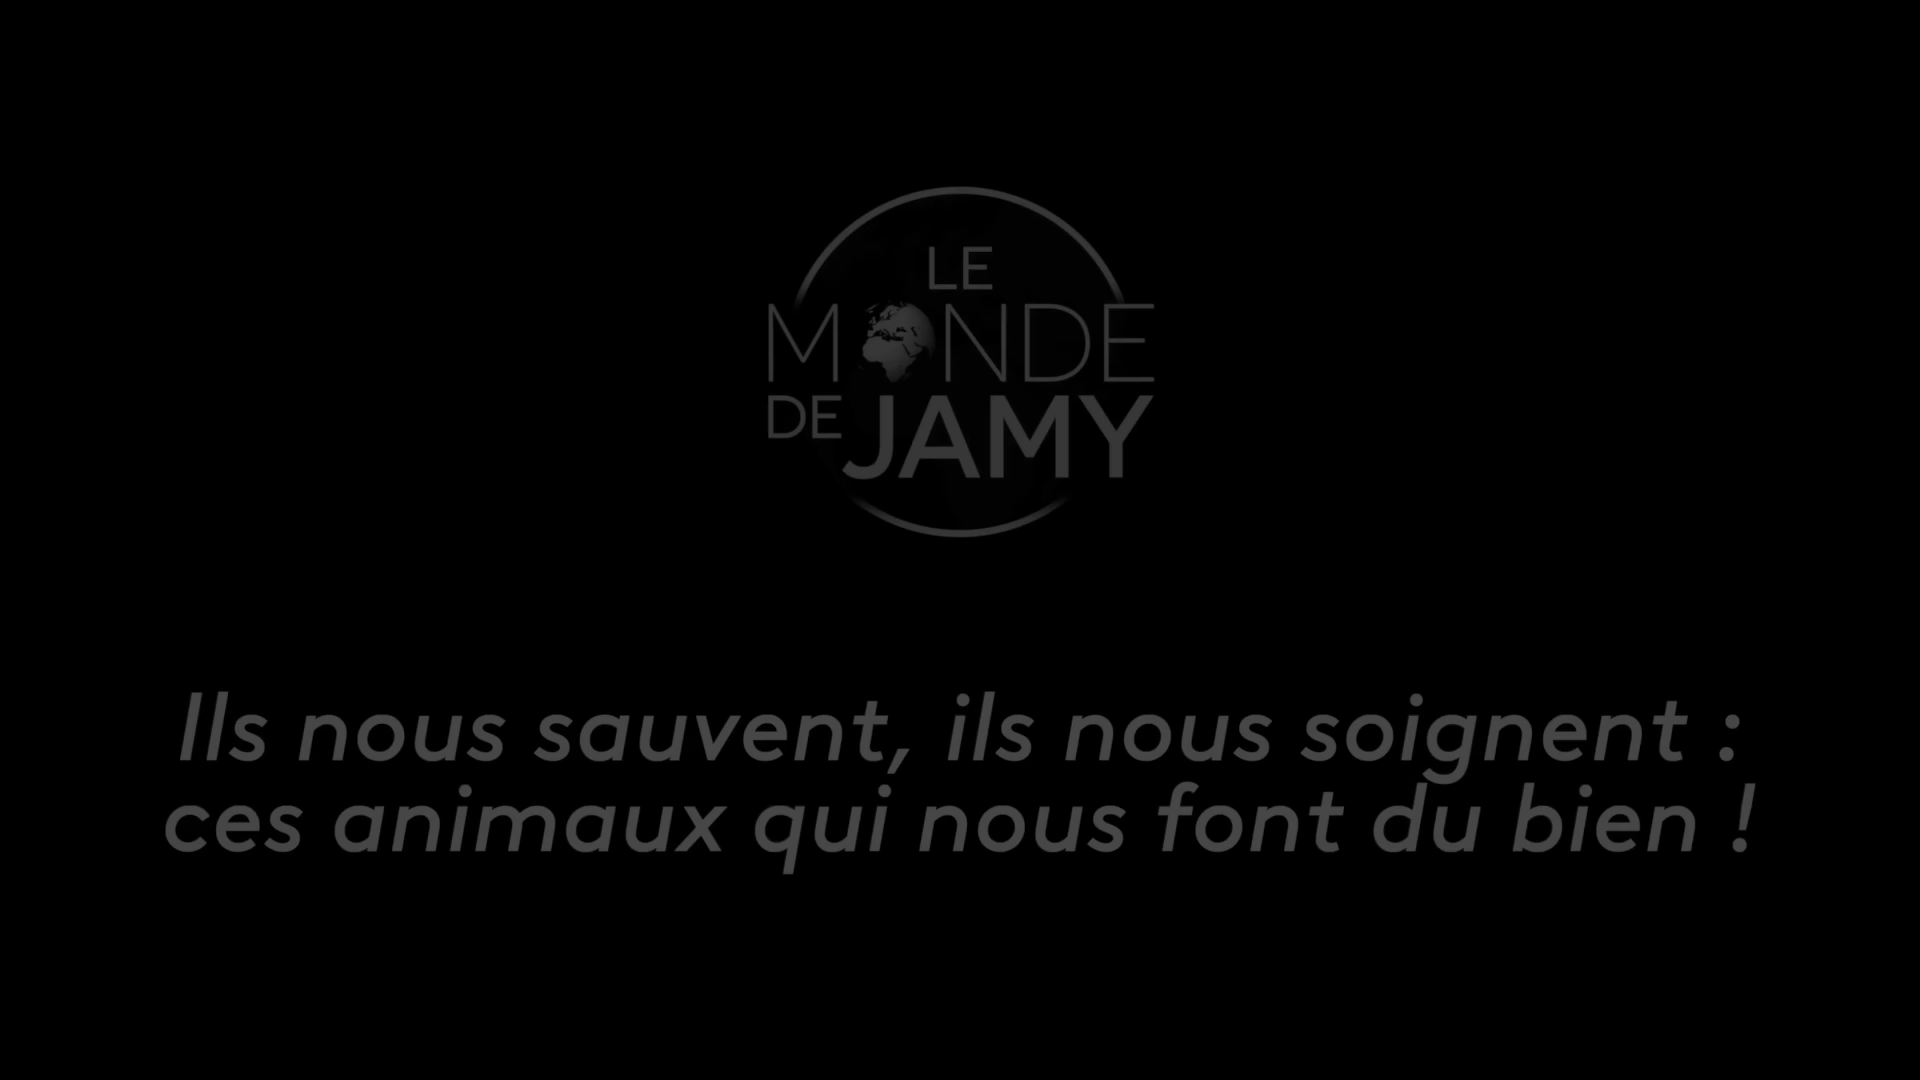 LE
MONDE
DE JAMY
Ils nous sauvent, ils nous soignent :
ces animaux qui nous font du bien !